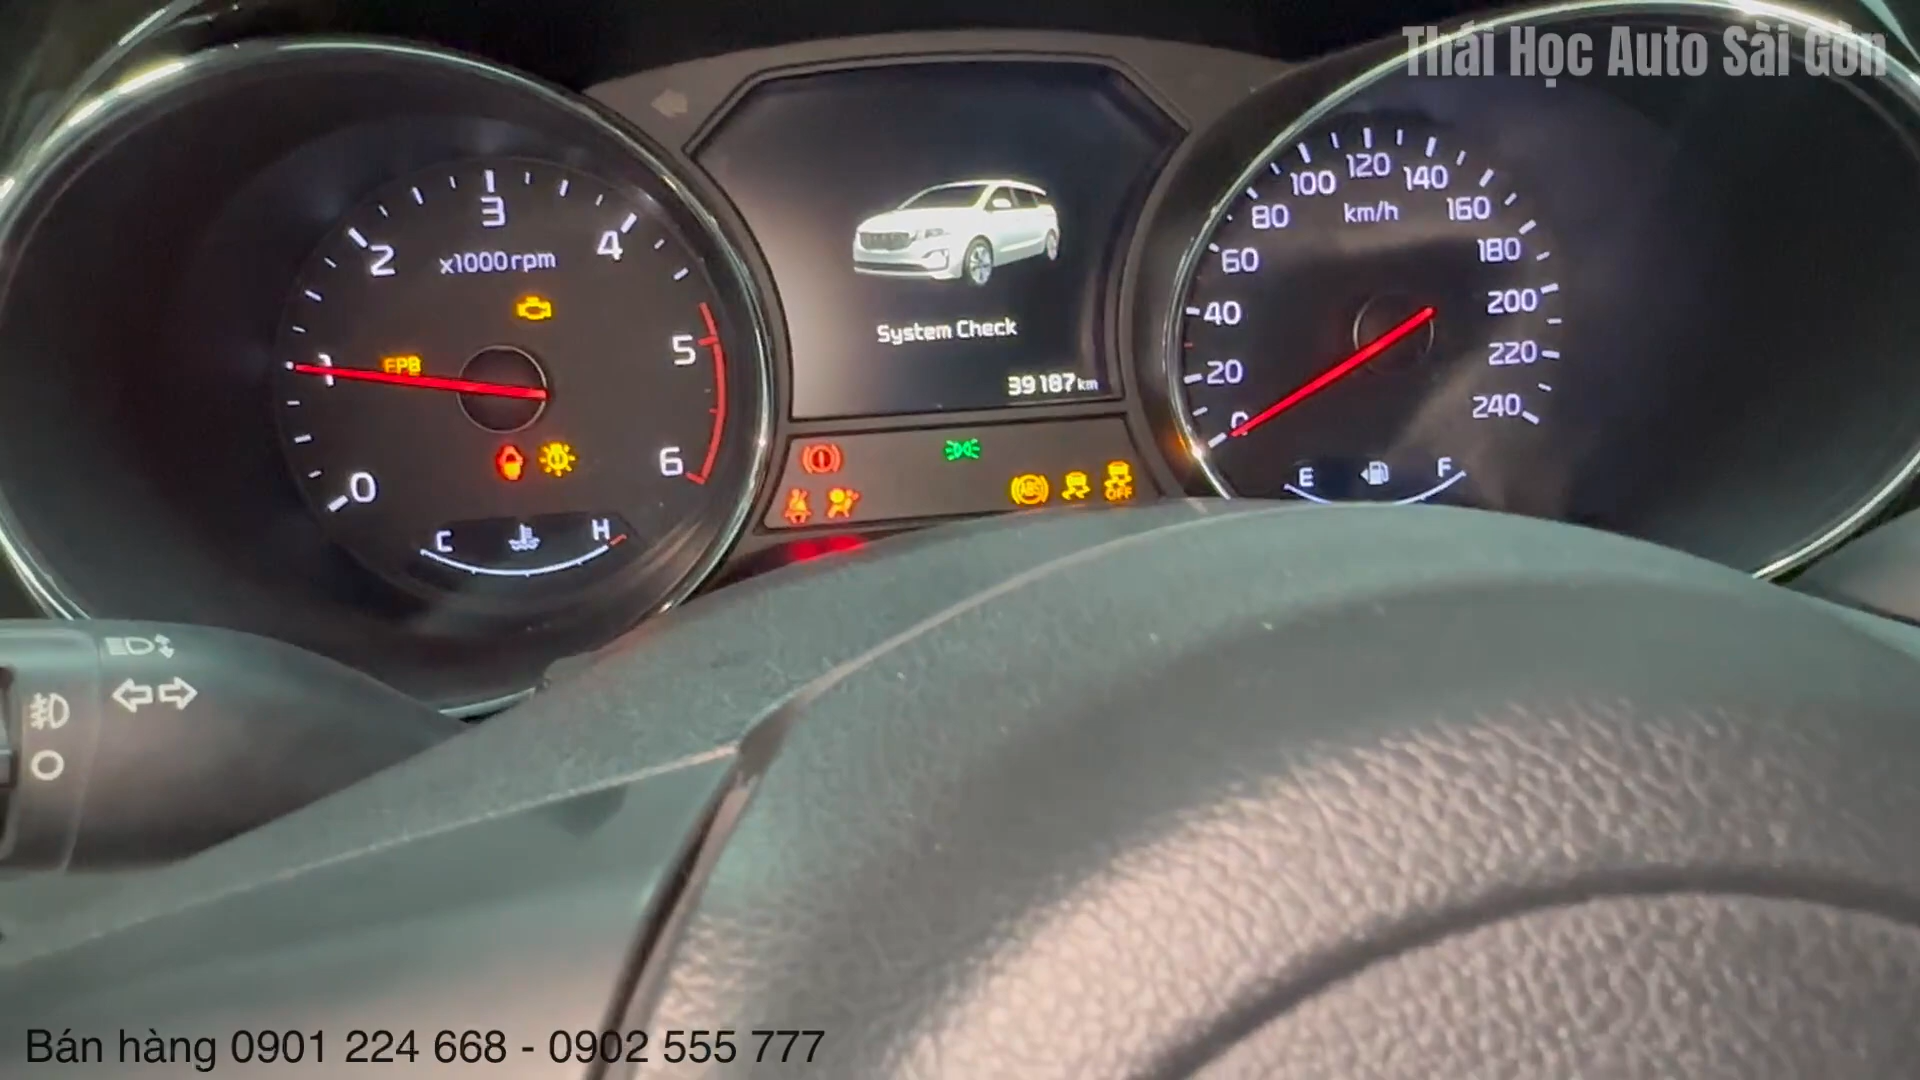 Thái Học Auto Sài Gòn
0
1
2
3
4
5
6
x1000rpm
EPB
C
H
System Check
39187km
0
20
40
60
80
100
120
140
160
180
200
220
240
km/h
E
F
ABS
OFF
Bán hàng 0901 224 668 - 0902 555 777